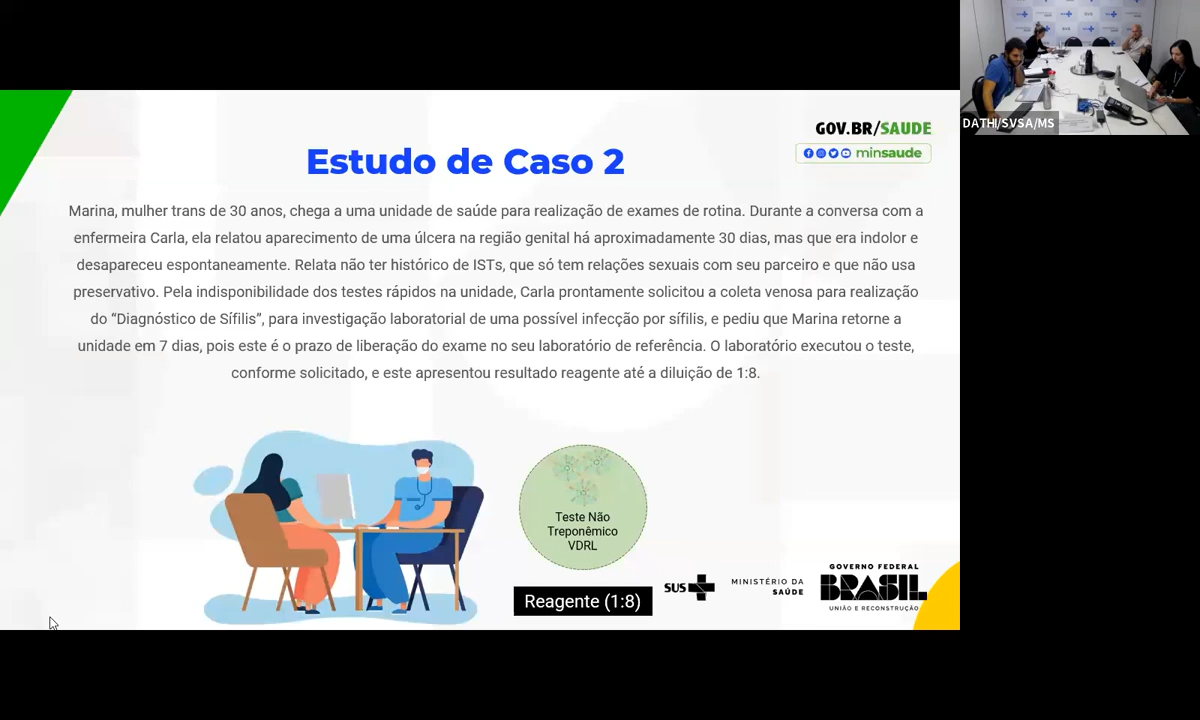 GOV.BR/SAUDE
minsaude
Estudo de Caso 2
Marina, mulher trans de 30 anos, chega a uma unidade de saúde para realização de exames de rotina. Durante a conversa com a
enfermeira Carla, ela relatou aparecimento de uma úlcera na região genital há aproximadamente 30 dias, mas que era indolor e
desapareceu espontaneamente. Relata não ter histórico de ISTs, que só tem relações sexuais com seu parceiro e que não usa
preservativo. Pela indisponibilidade dos testes rápidos na unidade, Carla prontamente solicitou a coleta venosa para realização
do “Diagnóstico de Sífilis”, para investigação laboratorial de uma possível infecção por sífilis, e pediu que Marina retorne a
unidade em 7 dias, pois este é o prazo de liberação do exame no seu laboratório de referência. O laboratório executou o teste,
conforme solicitado, e este apresentou resultado reagente até a diluição de 1:8.
Teste Não
Treponêmico
VDRL
Reagente (1:8)
SUS
MINISTÉRIO DA
SAÚDE
GOVERNO FEDERAL
BRASIL
UNIÃO E RECONSTRUÇÃO
DATHI/SVSA/MS